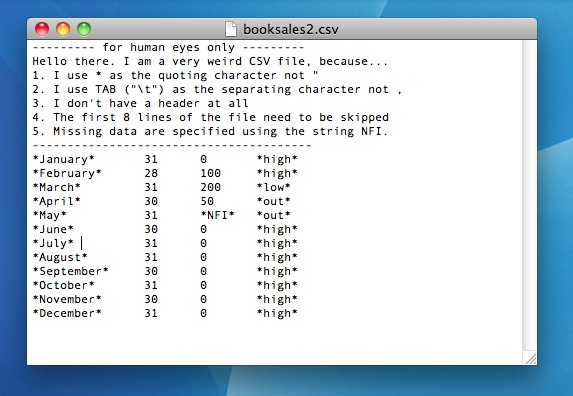 booksales2.csv
--------- for human eyes only ---------
Hello there. I am a very weird CSV file, because...
1. I use * as the quoting character not "
2. I use TAB ("\t") as the separating character not ,
3. I don't have a header at all
4. The first 8 lines of the file need to be skipped
5. Missing data are specified using the string NFI.
---------------------------------------
*January* 31 0 *high*
*February* 28 100 *high*
*March* 31 200 *low*
*April* 30 50 *out*
*May* 31 *NFI* *out*
*June* 30 0 *high*
*July* 31 0 *high*
*August* 31 0 *high*
*September* 30 0 *high*
*October* 31 0 *high*
*November* 30 0 *high*
*December* 31 0 *high*